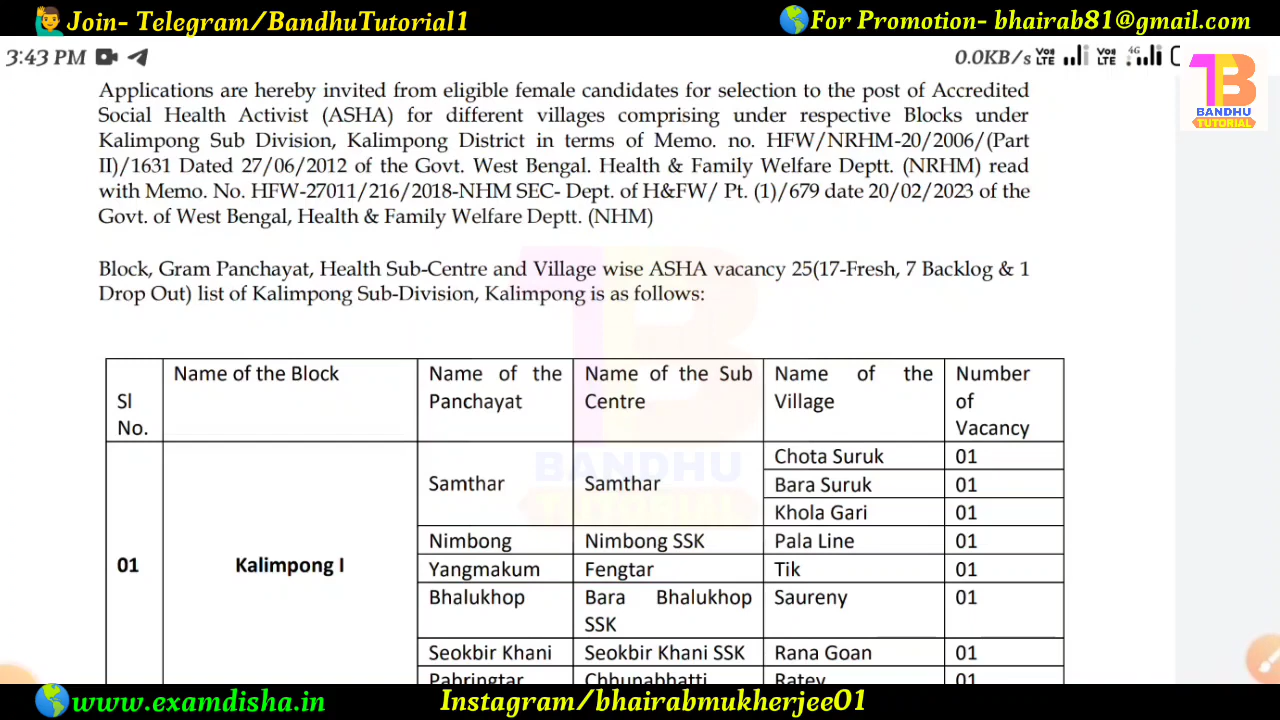 Join- Telegram/BandhuTutorial1
For Promotion- bhairab81@gmail.com
3:43 PM
0.0KB/s VoLTE VoLTE 4G
TB
BANDHU
TUTORIAL
Applications are hereby invited from eligible female candidates for selection to the post of Accredited
Social Health Activist (ASHA) for different villages comprising under respective Blocks under
Kalimpong Sub Division, Kalimpong District in terms of Memo. no. HFW/NRHM-20/2006/(Part
II)/1631 Dated 27/06/2012 of the Govt. West Bengal. Health & Family Welfare Deptt. (NRHM) read
with Memo. No. HFW-27011/216/2018-NHM SEC- Dept. of H&FW/ Pt. (1)/679 date 20/02/2023 of the
Govt. of West Bengal, Health & Family Welfare Deptt. (NHM)
Block, Gram Panchayat, Health Sub-Centre and Village wise ASHA vacancy 25(17-Fresh, 7 Backlog & 1
Drop Out) list of Kalimpong Sub-Division, Kalimpong is as follows:
Sl No. Name of the Block Name of the Panchayat Name of the Sub Centre Name of the Village Number of Vacancy
01 Kalimpong I
Samthar Samthar Chota Suruk 01
Bara Suruk 01
Khola Gari 01
Nimbong Nimbong SSK Pala Line 01
Yangmakum Fengtar Tik 01
Bhalukhop Bara Bhalukhop SSK Saureny 01
Seokbir Khani Seokbir Khani SSK Rana Goan 01
Pabringtar Chhunabhatti Ratey 01
BANDHU
TUTORIAL
www.examdisha.in
Instagram/bhairabmukherjee01